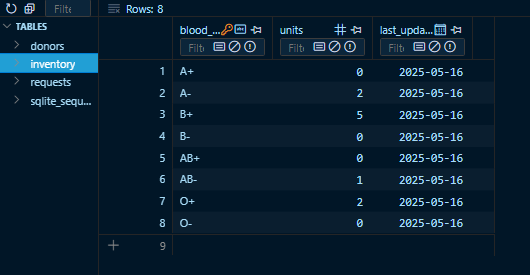 Filte Rows: 8
TABLES
donors
inventory
requests
sqlite_sequ...
blood_... units last_upda...
Filt Filt Filt
1 A+ 0 2025-05-16
2 A- 2 2025-05-16
3 B+ 5 2025-05-16
4 B- 0 2025-05-16
5 AB+ 0 2025-05-16
6 AB- 1 2025-05-16
7 O+ 2 2025-05-16
8 O- 0 2025-05-16
9